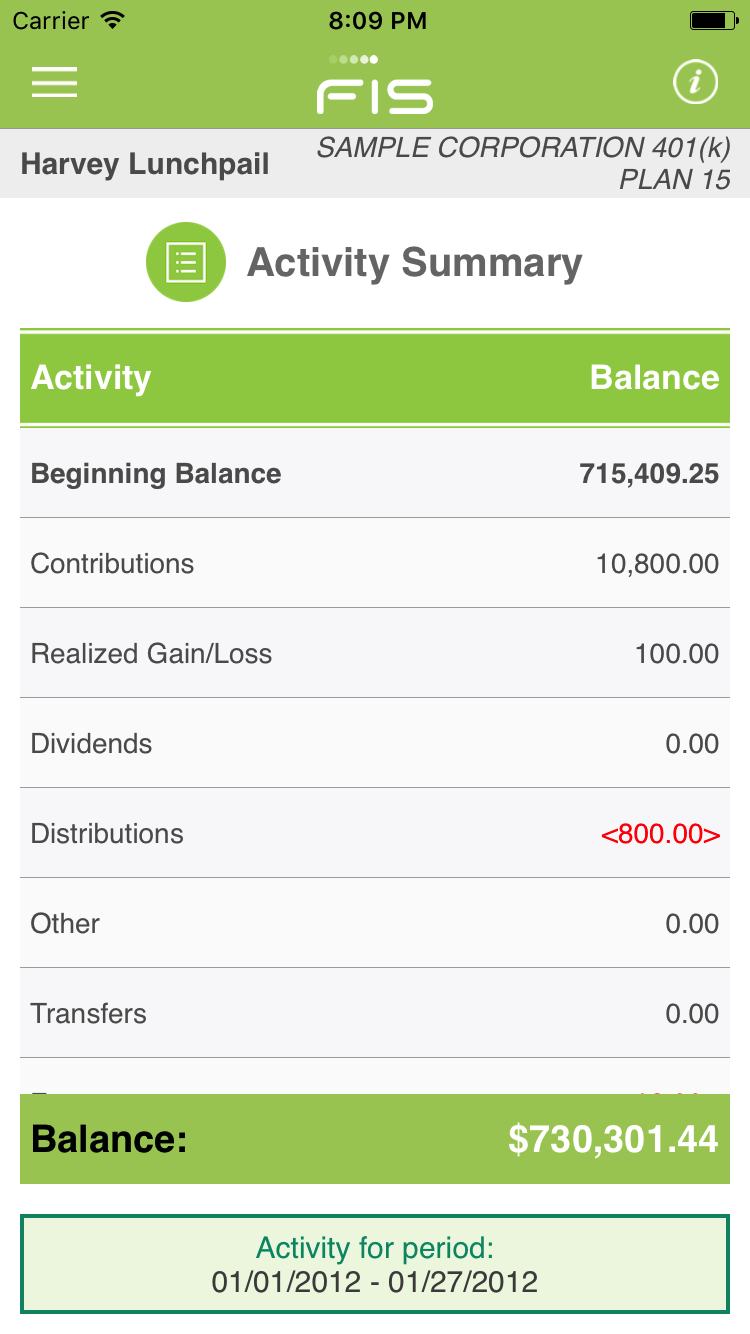 Carrier 8:09 PM
FIS
Harvey Lunchpail
SAMPLE CORPORATION 401(k)
PLAN 15
Activity Summary
Activity Balance
Beginning Balance 715,409.25
Contributions 10,800.00
Realized Gain/Loss 100.00
Dividends 0.00
Distributions <800.00>
Other 0.00
Transfers 0.00
Balance: $730,301.44
Activity for period:
01/01/2012 - 01/27/2012